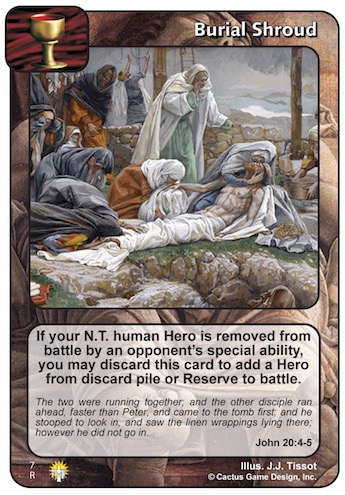 Burial Shroud
If your N.T. human Hero is removed from
battle by an opponent's special ability,
you may discard this card to add a Hero
from discard pile or Reserve to battle.
The two were running together; and the other disciple ran
ahead, faster than Peter, and came to the tomb first; and he
stooped to look in, and saw the linen wrappings lying there;
however he did not go in.
John 20:4-5
7
R
Illus. J.J. Tissot
© Cactus Game Design, Inc.